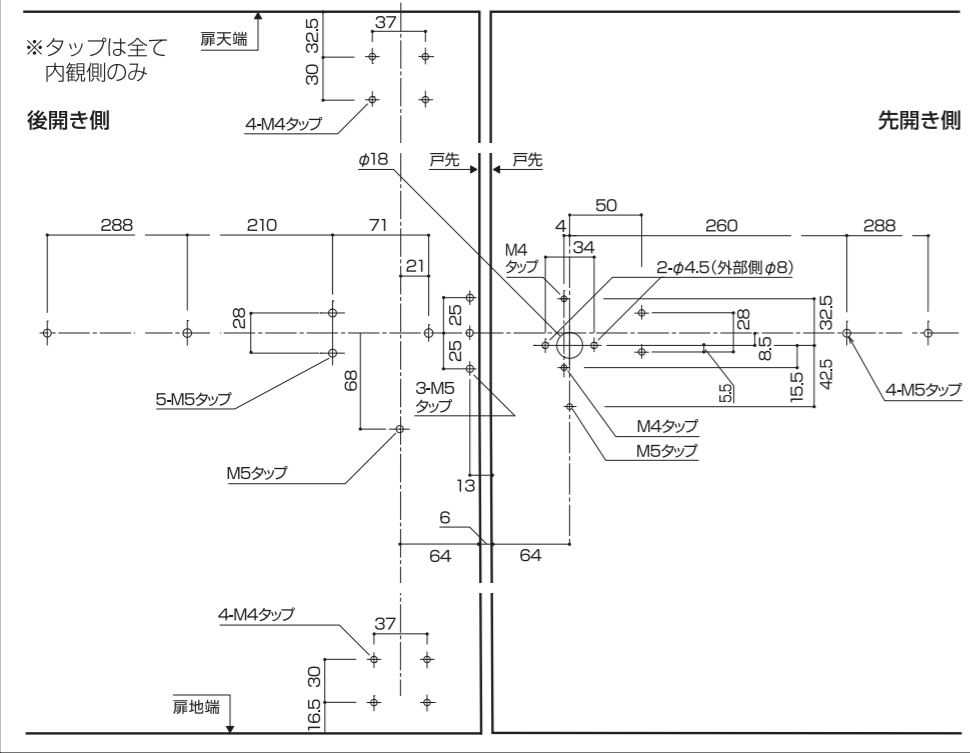 ※タップは全て
内観側のみ
扉天端
37
32.5
30
後開き側
先開き側
4-M4タップ
φ18
戸先
戸先
50
288
210
71
4
260
288
M4
タップ
34
2-φ4.5(外部側φ8)
21
28
25
25
28
32.5
8.5
68
5.5
15.5
42.5
5-M5タップ
3-M5
タップ
4-M5タップ
M4タップ
M5タップ
M5タップ
13
6
64
64
4-M4タップ
37
30
扉地端
16.5